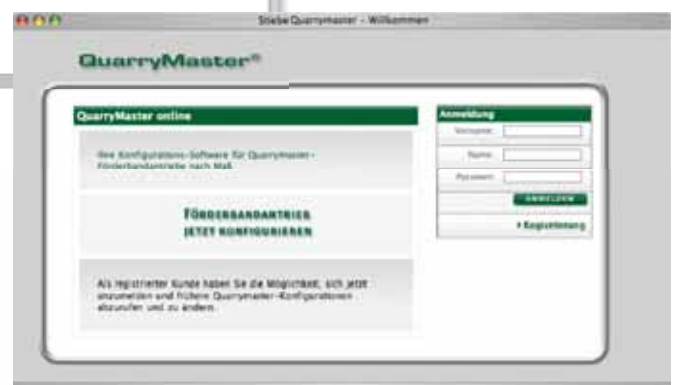 Stiebe Quarrymaster - Willkommen
QuarryMaster®
QuarryMaster online
Ihre Konfigurations-Software für Quarrymaster-
Förderbandantriebe nach Maß.
FÖRDERBANDANTRIEB
JETZT KONFIGURIEREN
Als registrierter Kunde haben Sie die Möglichkeit, sich jetzt
anzumelden und frühere Quarrymaster-Konfigurationen
abzurufen und zu ändern.
Anmeldung
Vorname:
Name:
Passwort:
ANMELDEN
Registrierung